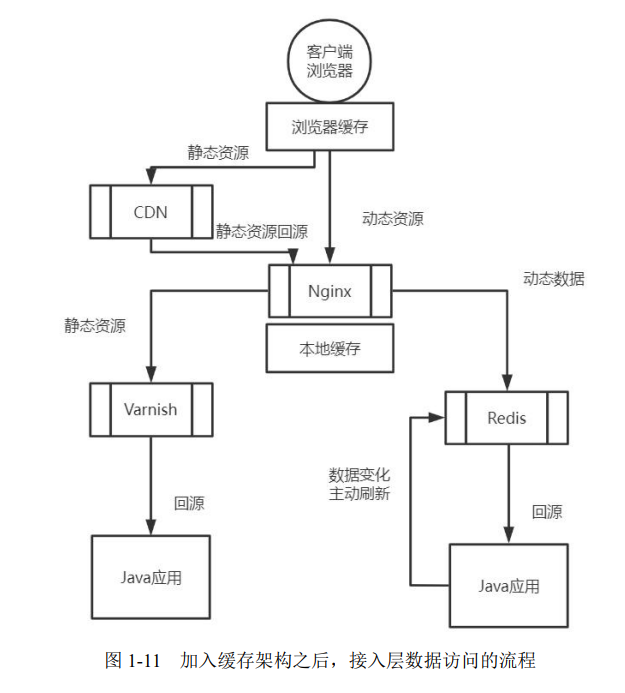 客户端
浏览器
浏览器缓存
静态资源
CDN
静态资源回源
动态资源
Nginx
动态数据
静态资源
本地缓存
Varnish
Redis
数据变化
主动刷新
回源
回源
Java应用
Java应用
图 1-11 加入缓存架构之后，接入层数据访问的流程